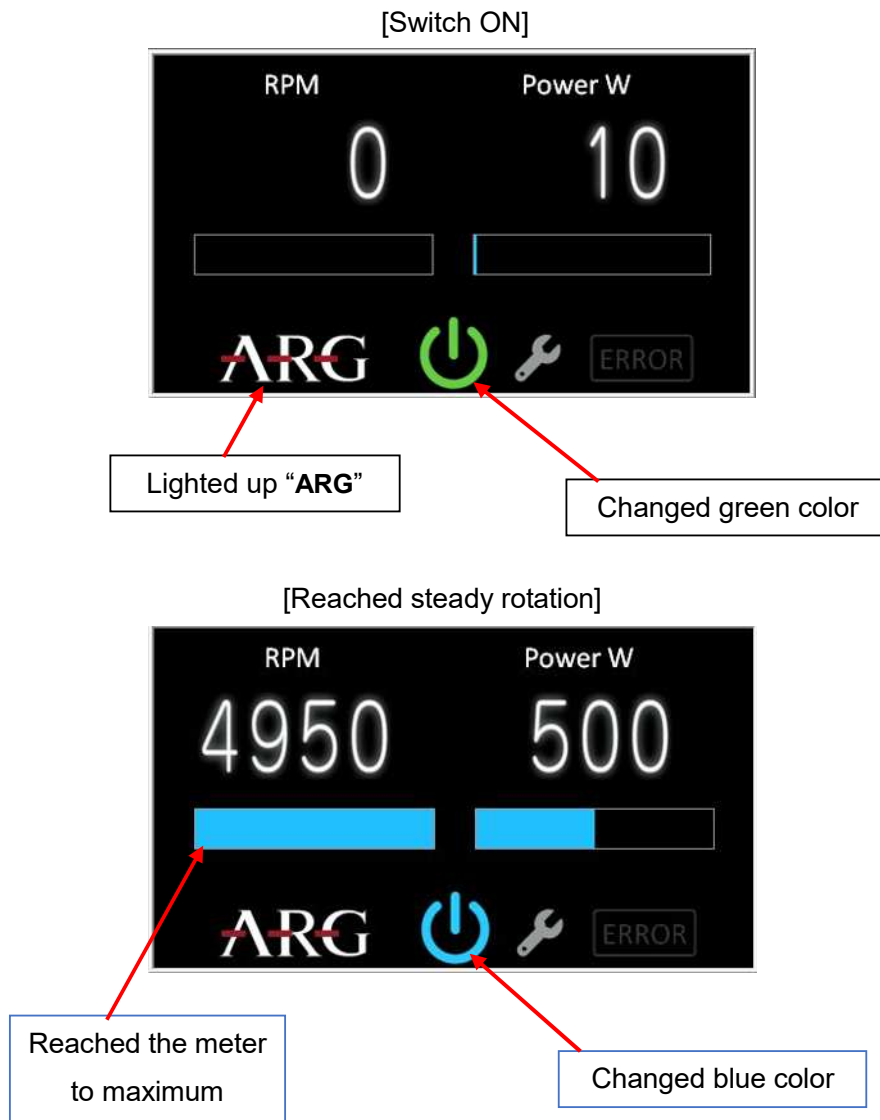 [Switch ON]
RPM Power W
0 10
ARG ERROR
Lighted up “ARG”
Changed green color
[Reached steady rotation]
RPM Power W
4950 500
ARG ERROR
Reached the meter
to maximum
Changed blue color